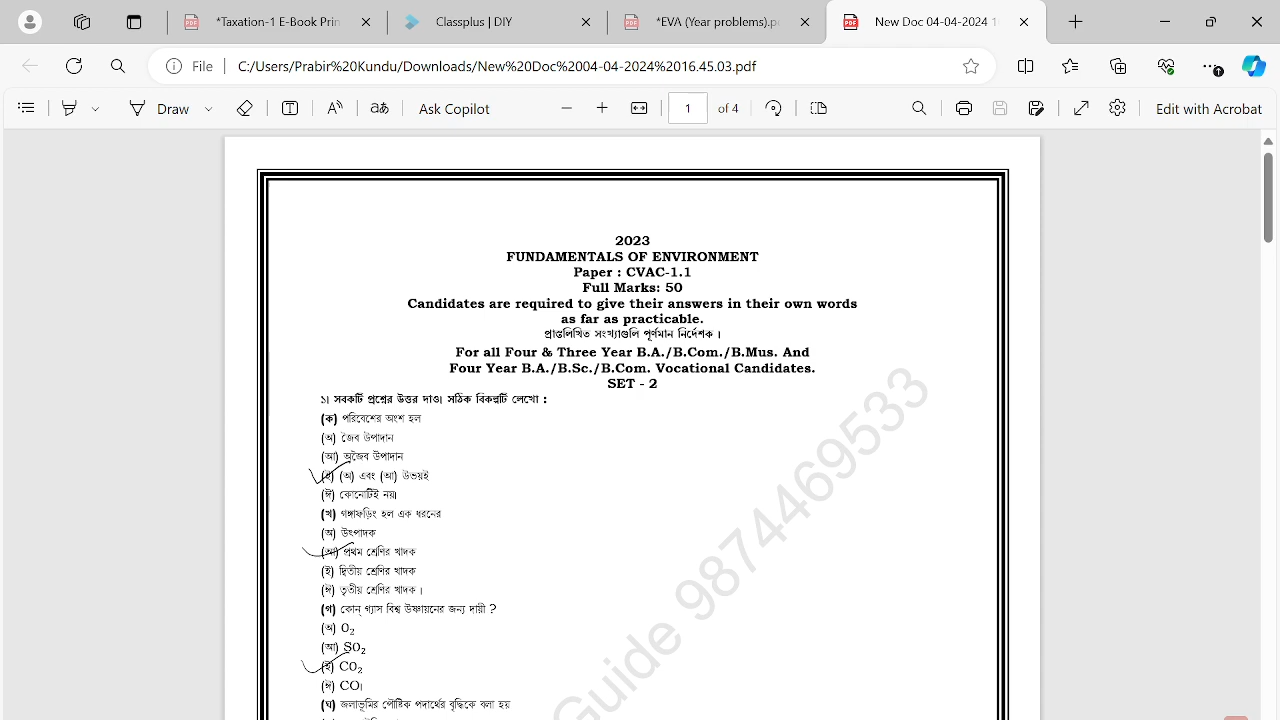 *Taxation-1 E-Book Prin
Classplus | DIY
*EVA (Year problems).pd
New Doc 04-04-2024 1
File
C:/Users/Prabir%20Kundu/Downloads/New%20Doc%2004-04-2024%2016.45.03.pdf
Draw
Ask Copilot
1 of 4
Edit with Acrobat
2023
FUNDAMENTALS OF ENVIRONMENT
Paper : CVAC-1.1
Full Marks: 50
Candidates are required to give their answers in their own words
as far as practicable.
প্রান্তলিখিত সংখ্যাগুলি পূর্ণমান নির্দেশক ।
For all Four & Three Year B.A./B.Com./B.Mus. And
Four Year B.A./B.Sc./B.Com. Vocational Candidates.
SET - 2
১। সবকটি প্রশ্নের উত্তর দাও। সঠিক বিকল্পটি লেখো :
(ক) পরিবেশের অংশ হল
(অ) জৈব উপাদান
(আ) অজৈব উপাদান
(ই) (অ) এবং (আ) উভয়ই
(ঈ) কোনোটিই নয়।
(খ) গঙ্গাফড়িং হল এক ধরনের
(অ) উৎপাদক
(আ) প্রথম শ্রেণির খাদক
(ই) দ্বিতীয় শ্রেণির খাদক
(ঈ) তৃতীয় শ্রেণির খাদক ।
(গ) কোন্ গ্যাস বিশ্ব উষ্ণায়নের জন্য দায়ী ?
(অ) O2
(আ) SO2
(ই) CO2
(ঈ) CO।
(ঘ) জলাভূমির পৌষ্টিক পদার্থের বৃদ্ধিকে বলা হয়
Guide 9874469533